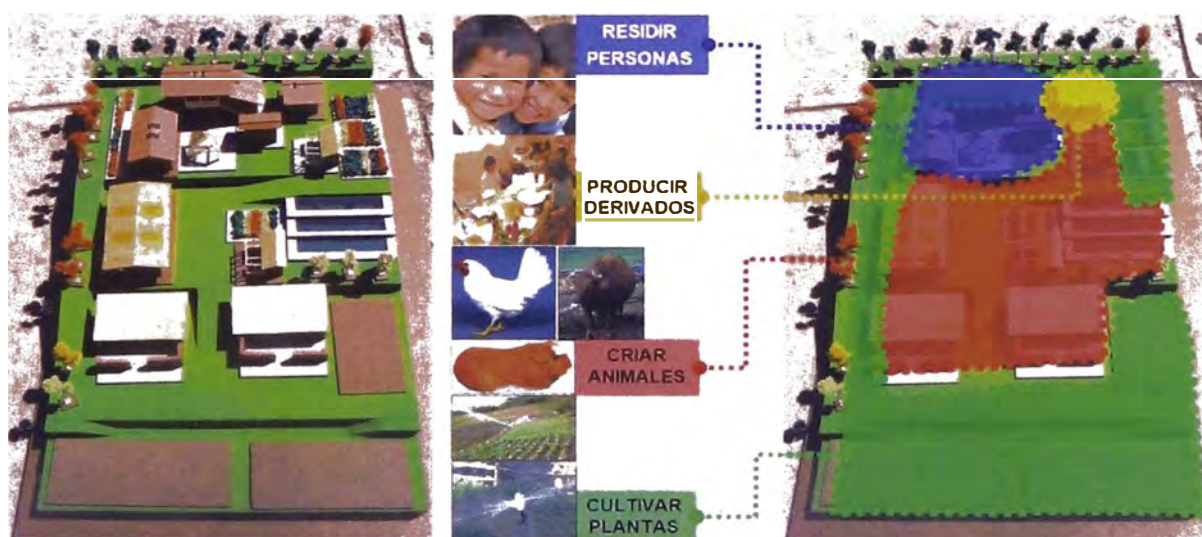 RESIDIR
PERSONAS
PRODUCIR
DERIVADOS
CRIAR
ANIMALES
CULTIVAR
PLANTAS